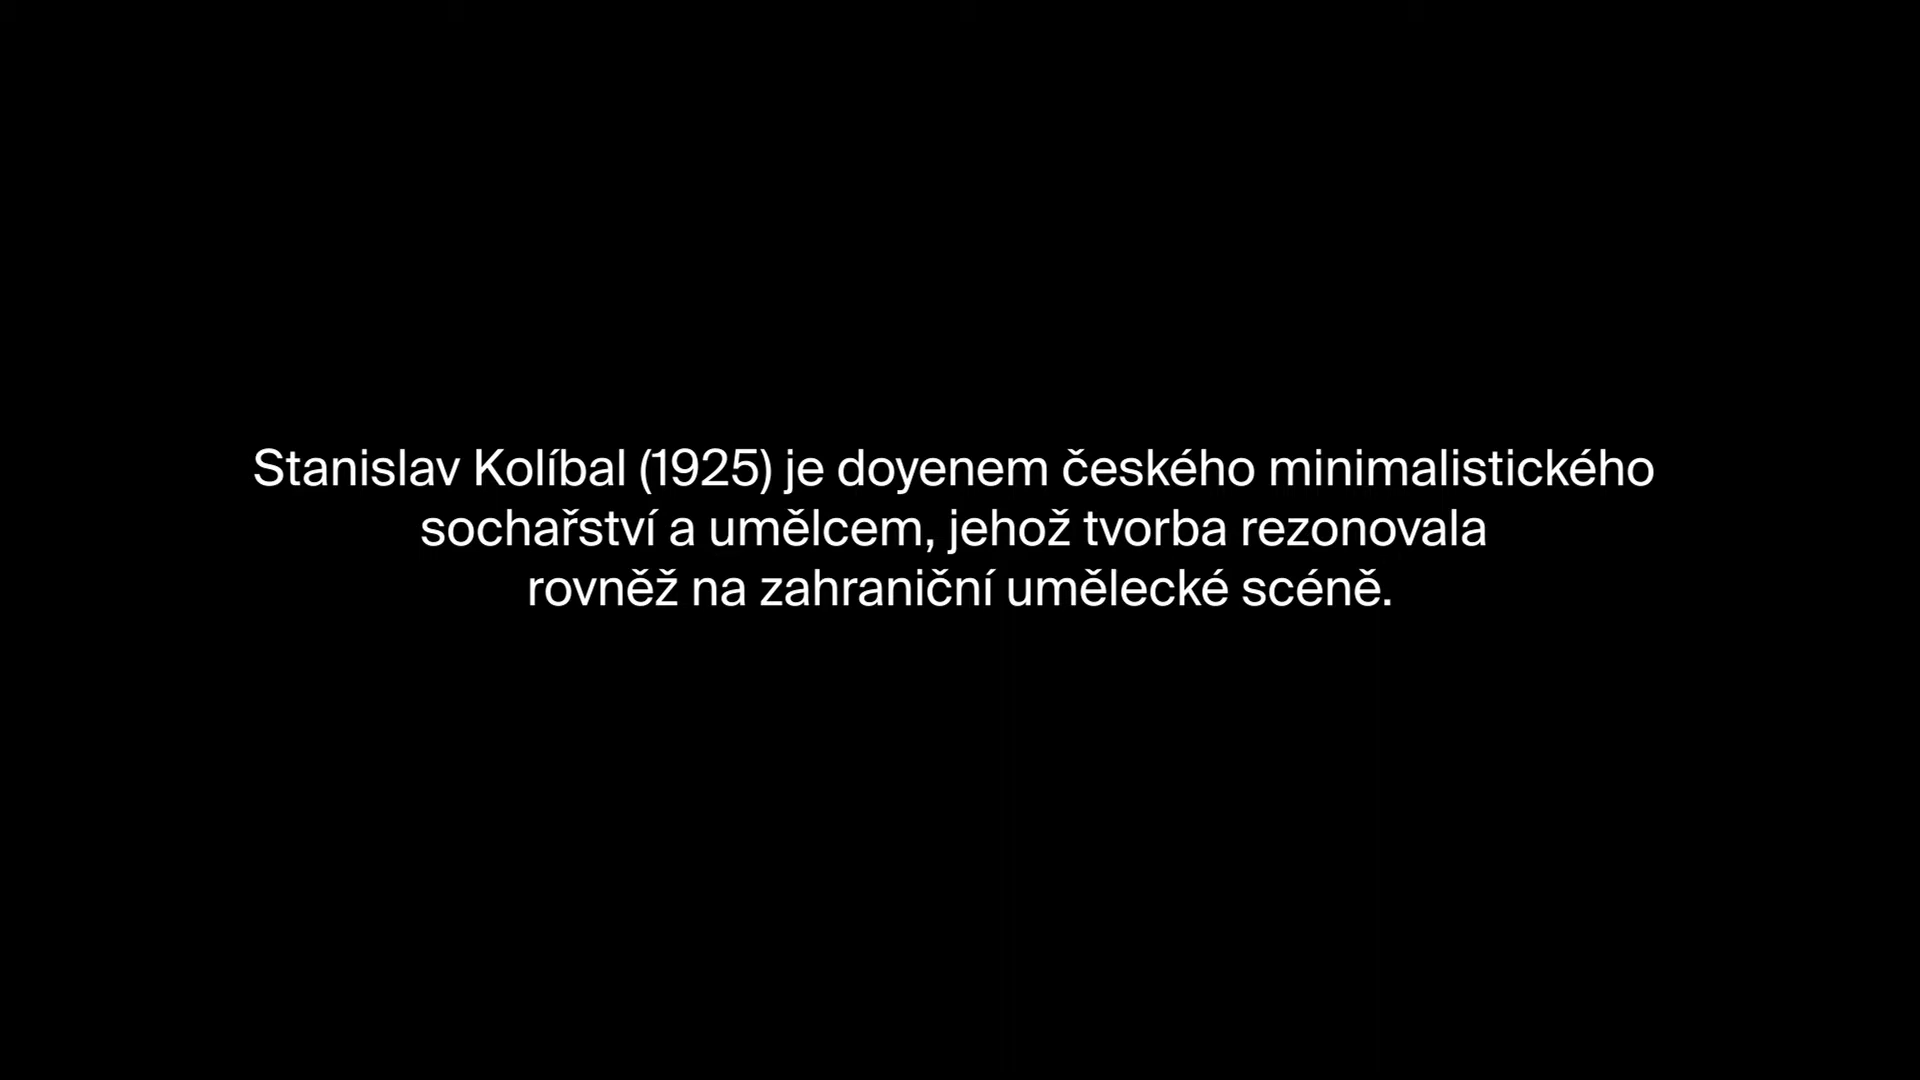 Stanislav Kolíbal (1925) je doyenem českého minimalistického
sochařství a umělcem, jehož tvorba rezonovala
rovněž na zahraniční umělecké scéně.